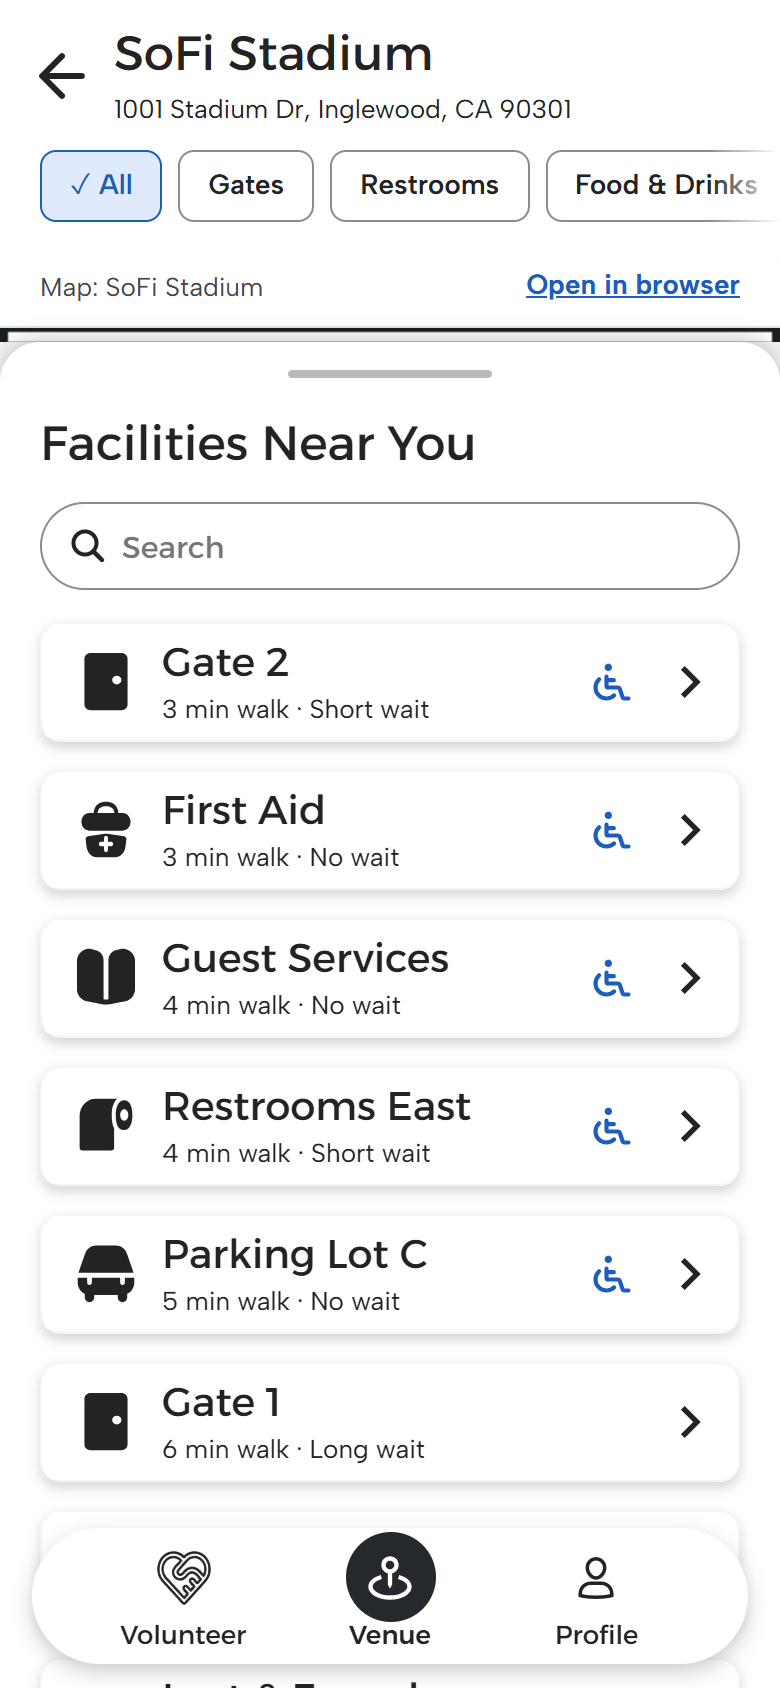 SoFi Stadium
1001 Stadium Dr, Inglewood, CA 90301
✓ All
Gates
Restrooms
Food & Drinks
Map: SoFi Stadium
Open in browser
Facilities Near You
Search
Gate 2
3 min walk · Short wait
First Aid
3 min walk · No wait
Guest Services
4 min walk · No wait
Restrooms East
4 min walk · Short wait
Parking Lot C
5 min walk · No wait
Gate 1
6 min walk · Long wait
Volunteer
Venue
Profile